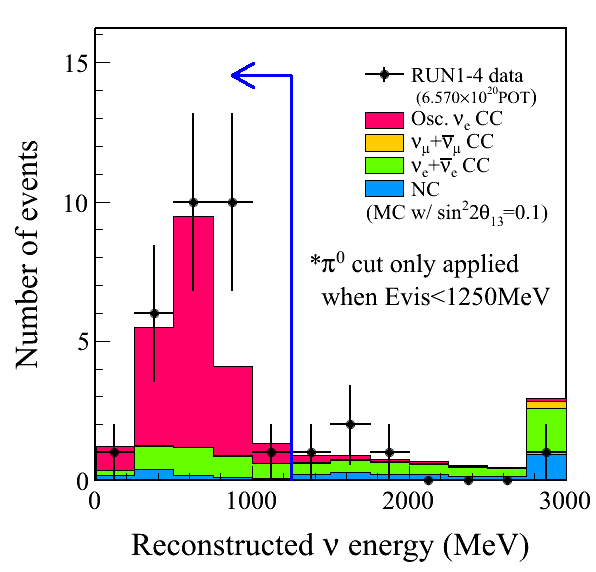 15
10
5
0
Number of events
RUN1-4 data
(6.570×10²⁰POT)
Osc. νₑ CC
ν_μ+ν̅_μ CC
νₑ+ν̅ₑ CC
NC
(MC w/ sin²2θ₁₃=0.1)
*π⁰ cut only applied
when Evis<1250MeV
0 1000 2000 3000
Reconstructed ν energy (MeV)